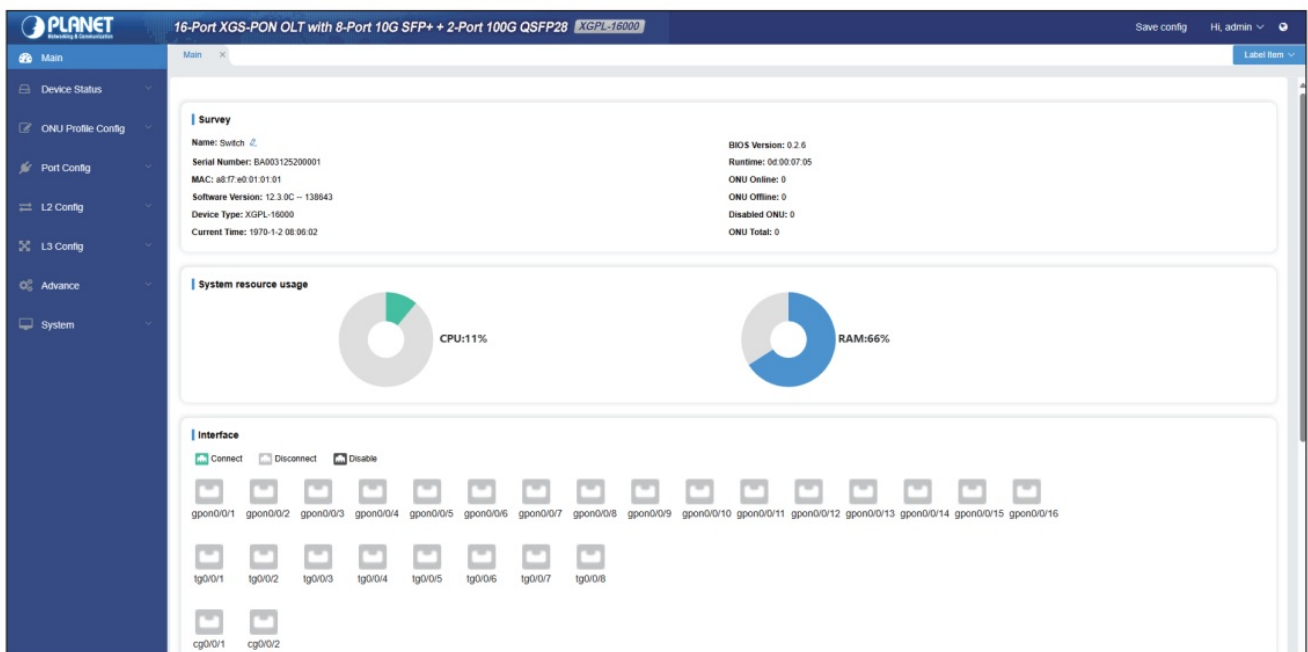 PLANET
Networking & Communication
16-Port XGS-PON OLT with 8-Port 10G SFP+ + 2-Port 100G QSFP28 XGPL-16000
Save config
Hi, admin
Main
Device Status
ONU Profile Config
Port Config
L2 Config
L3 Config
Advance
System
Main ×
Label Item
Survey
Name: Switch
Serial Number: BA003125200001
MAC: a8:f7:e0:01:01:01
Software Version: 12.3.0C -- 138643
Device Type: XGPL-16000
Current Time: 1970-1-2 08:06:02
BIOS Version: 0.2.6
Runtime: 0d:00:07:05
ONU Online: 0
ONU Offline: 0
Disabled ONU: 0
ONU Total: 0
System resource usage
CPU:11%
RAM:66%
Interface
Connect Disconnect Disable
gpon0/0/1 gpon0/0/2 gpon0/0/3 gpon0/0/4 gpon0/0/5 gpon0/0/6 gpon0/0/7 gpon0/0/8 gpon0/0/9 gpon0/0/10 gpon0/0/11 gpon0/0/12 gpon0/0/13 gpon0/0/14 gpon0/0/15 gpon0/0/16
tg0/0/1 tg0/0/2 tg0/0/3 tg0/0/4 tg0/0/5 tg0/0/6 tg0/0/7 tg0/0/8
cg0/0/1 cg0/0/2